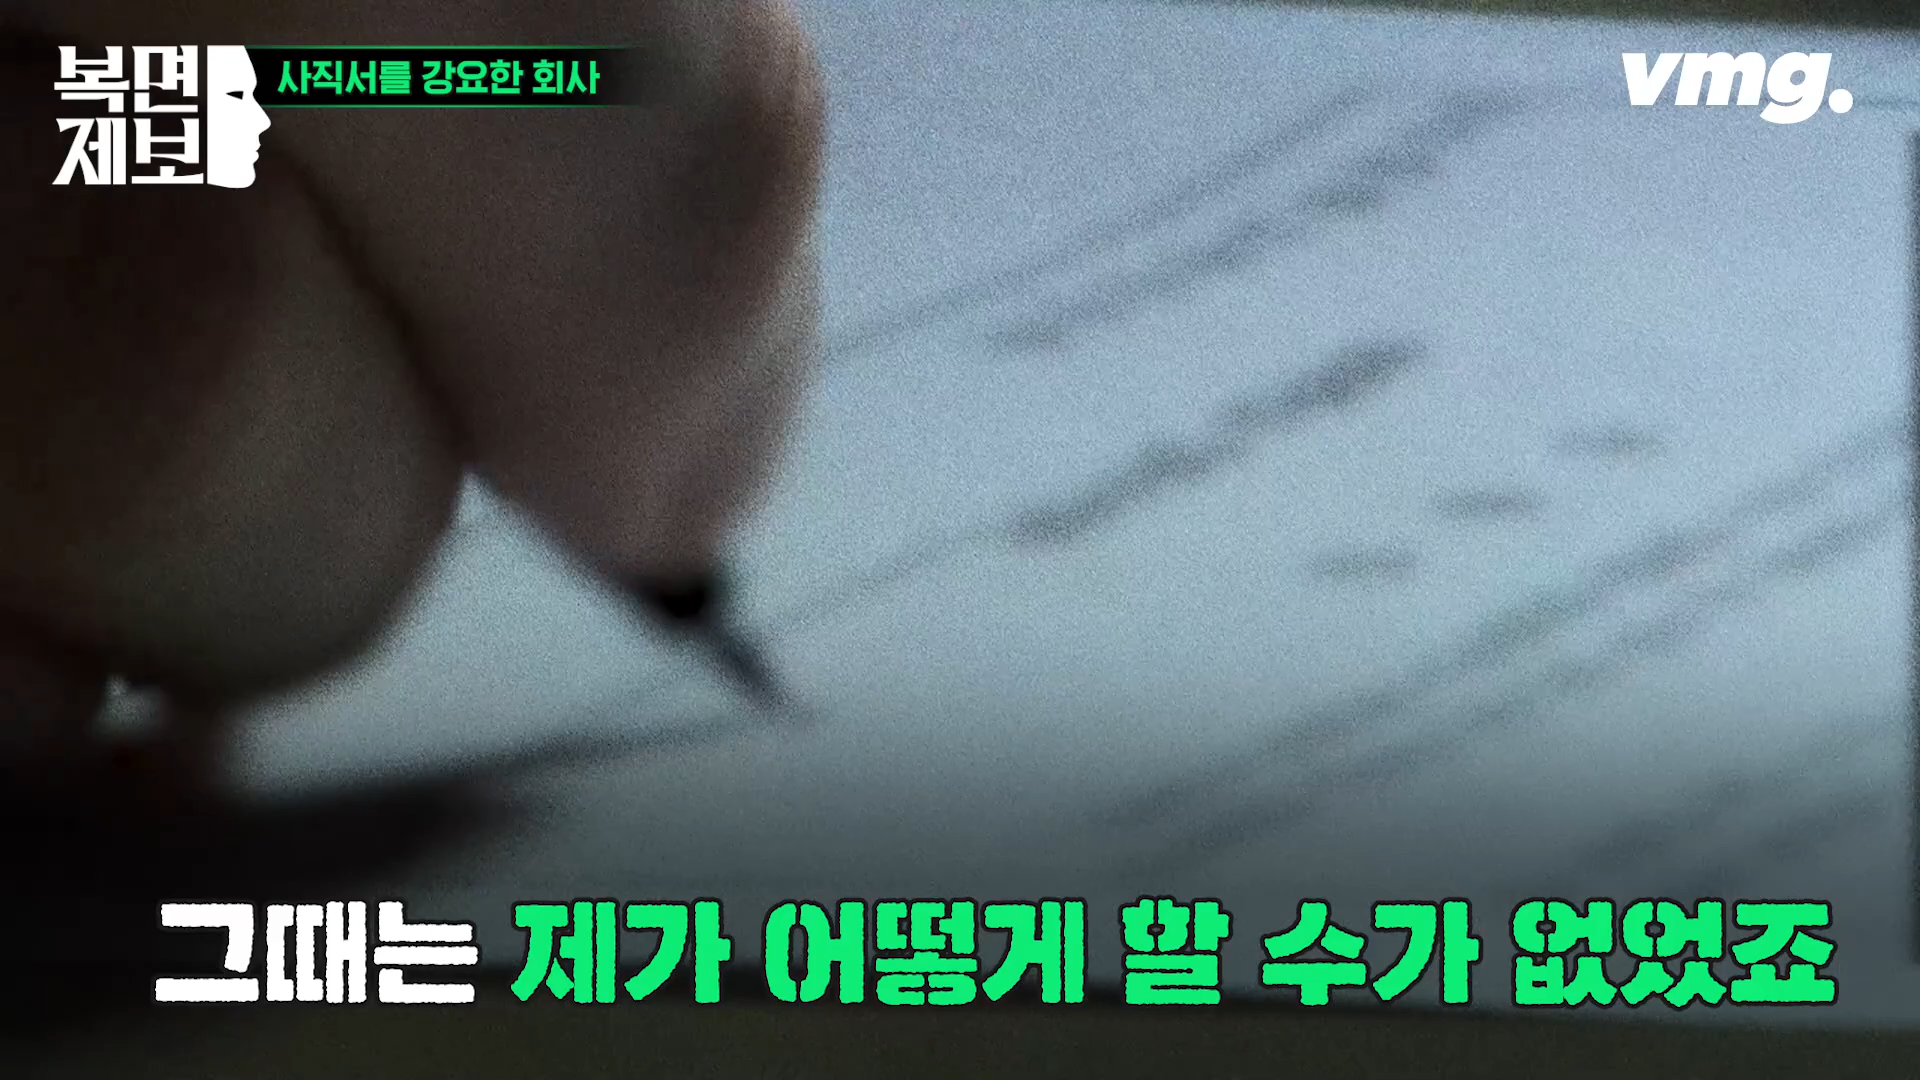 복면
제보
사직서를 강요한 회사
vmg.
그때는 제가 어떻게 할 수가 없었죠